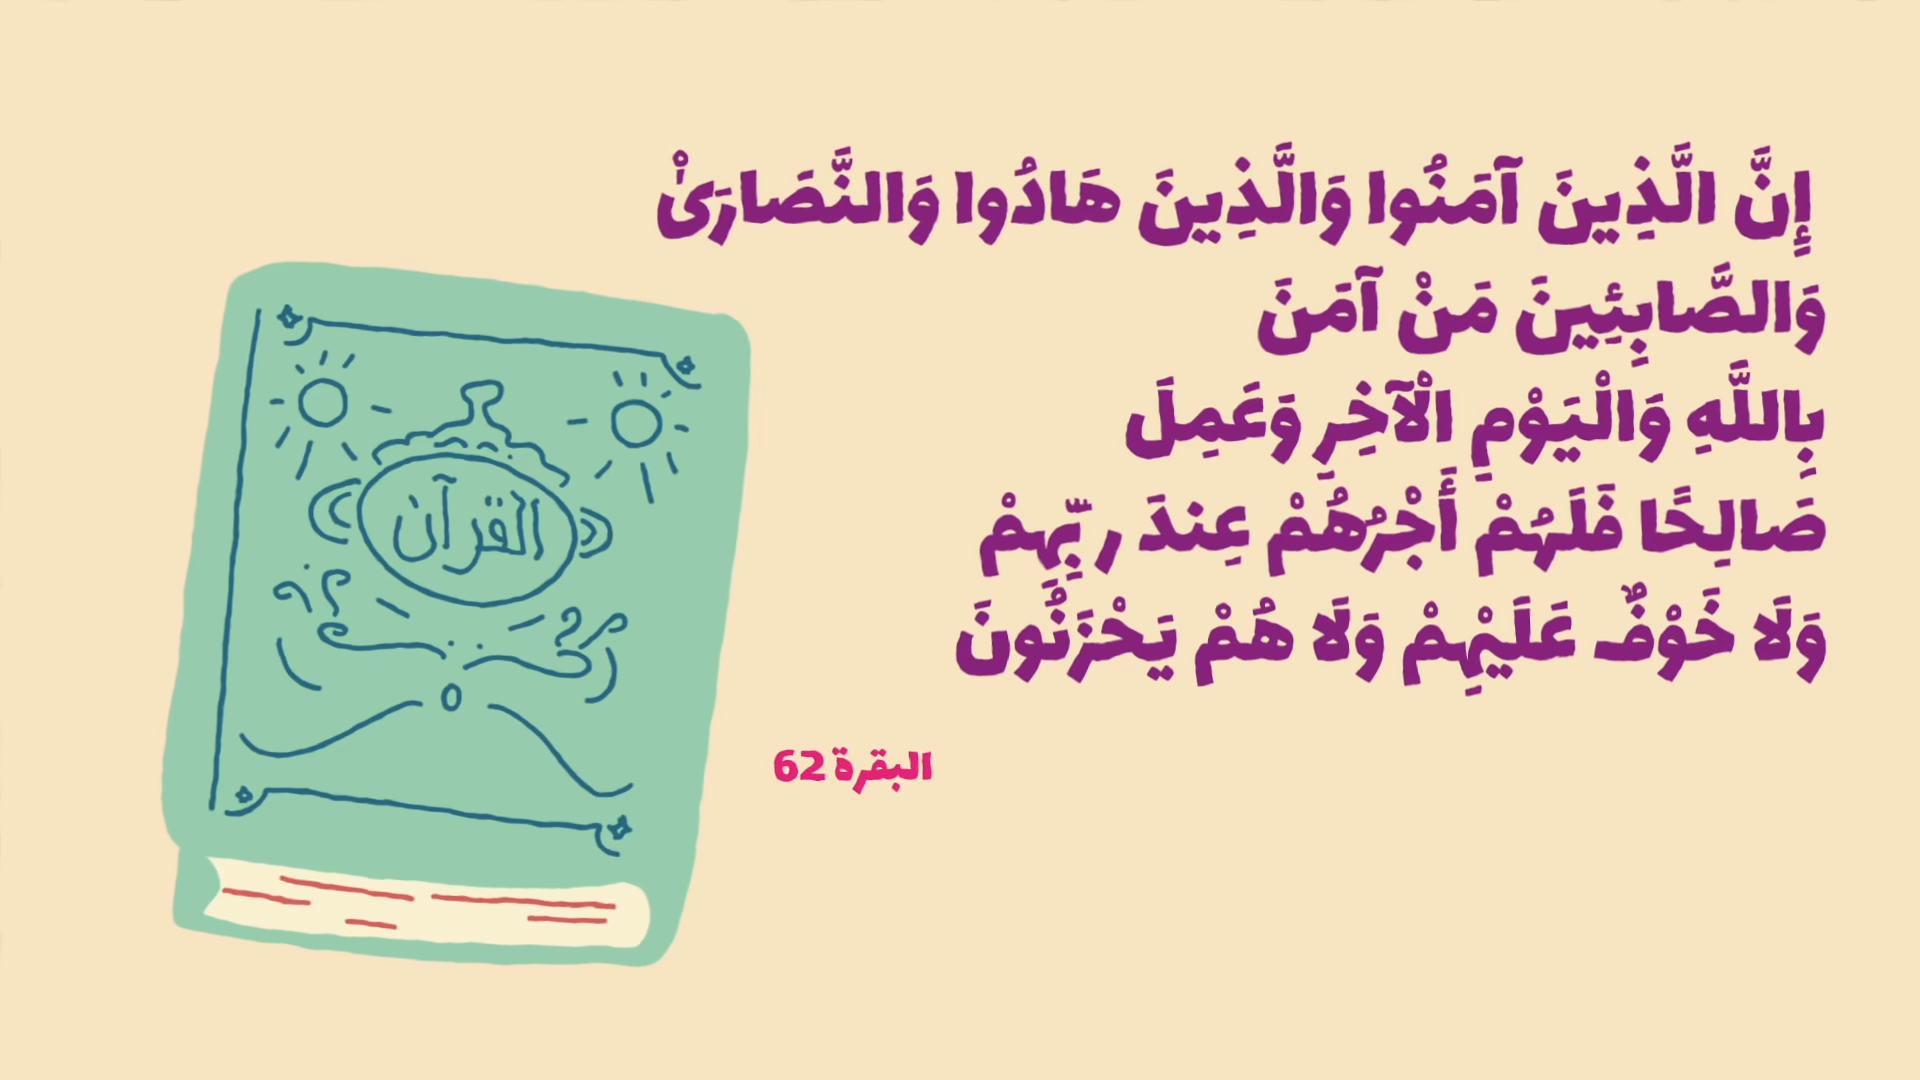 إِنَّ الَّذِينَ آمَنُوا وَالَّذِينَ هَادُوا وَالنَّصَارَىْٰ
وَالصَّابِئِينَ مَنْ آمَنَ
بِاللَّهِ وَالْيَوْمِ الْآخِرِ وَعَمِلَ
صَالِحًا فَلَهُمْ أَجْرُهُمْ عِندَ ربِّهِمْ
وَلَا خَوْفٌ عَلَيْهِمْ وَلَا هُمْ يَحْزَنُونَ
البقرة 62
القرآن